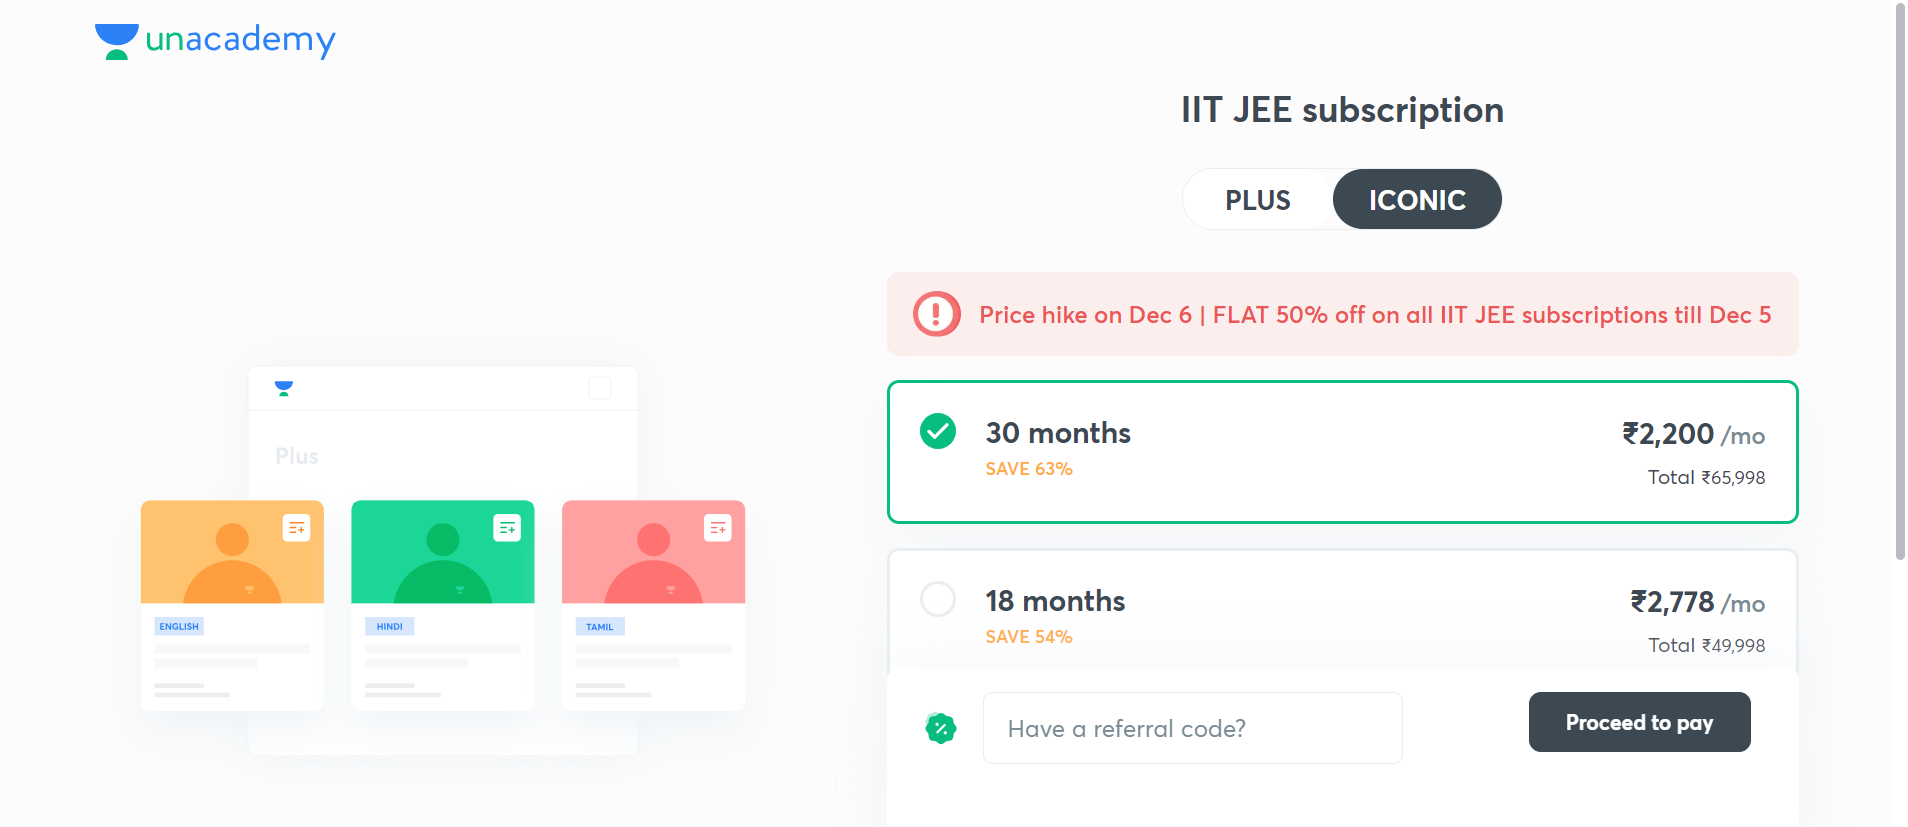 unacademy
IIT JEE subscription
PLUS
ICONIC
Price hike on Dec 6 | FLAT 50% off on all IIT JEE subscriptions till Dec 5
30 months
₹2,200 /mo
SAVE 63%
Total ₹65,998
18 months
₹2,778 /mo
SAVE 54%
Total ₹49,998
Have a referral code?
Proceed to pay
Plus
ENGLISH
HINDI
TAMIL